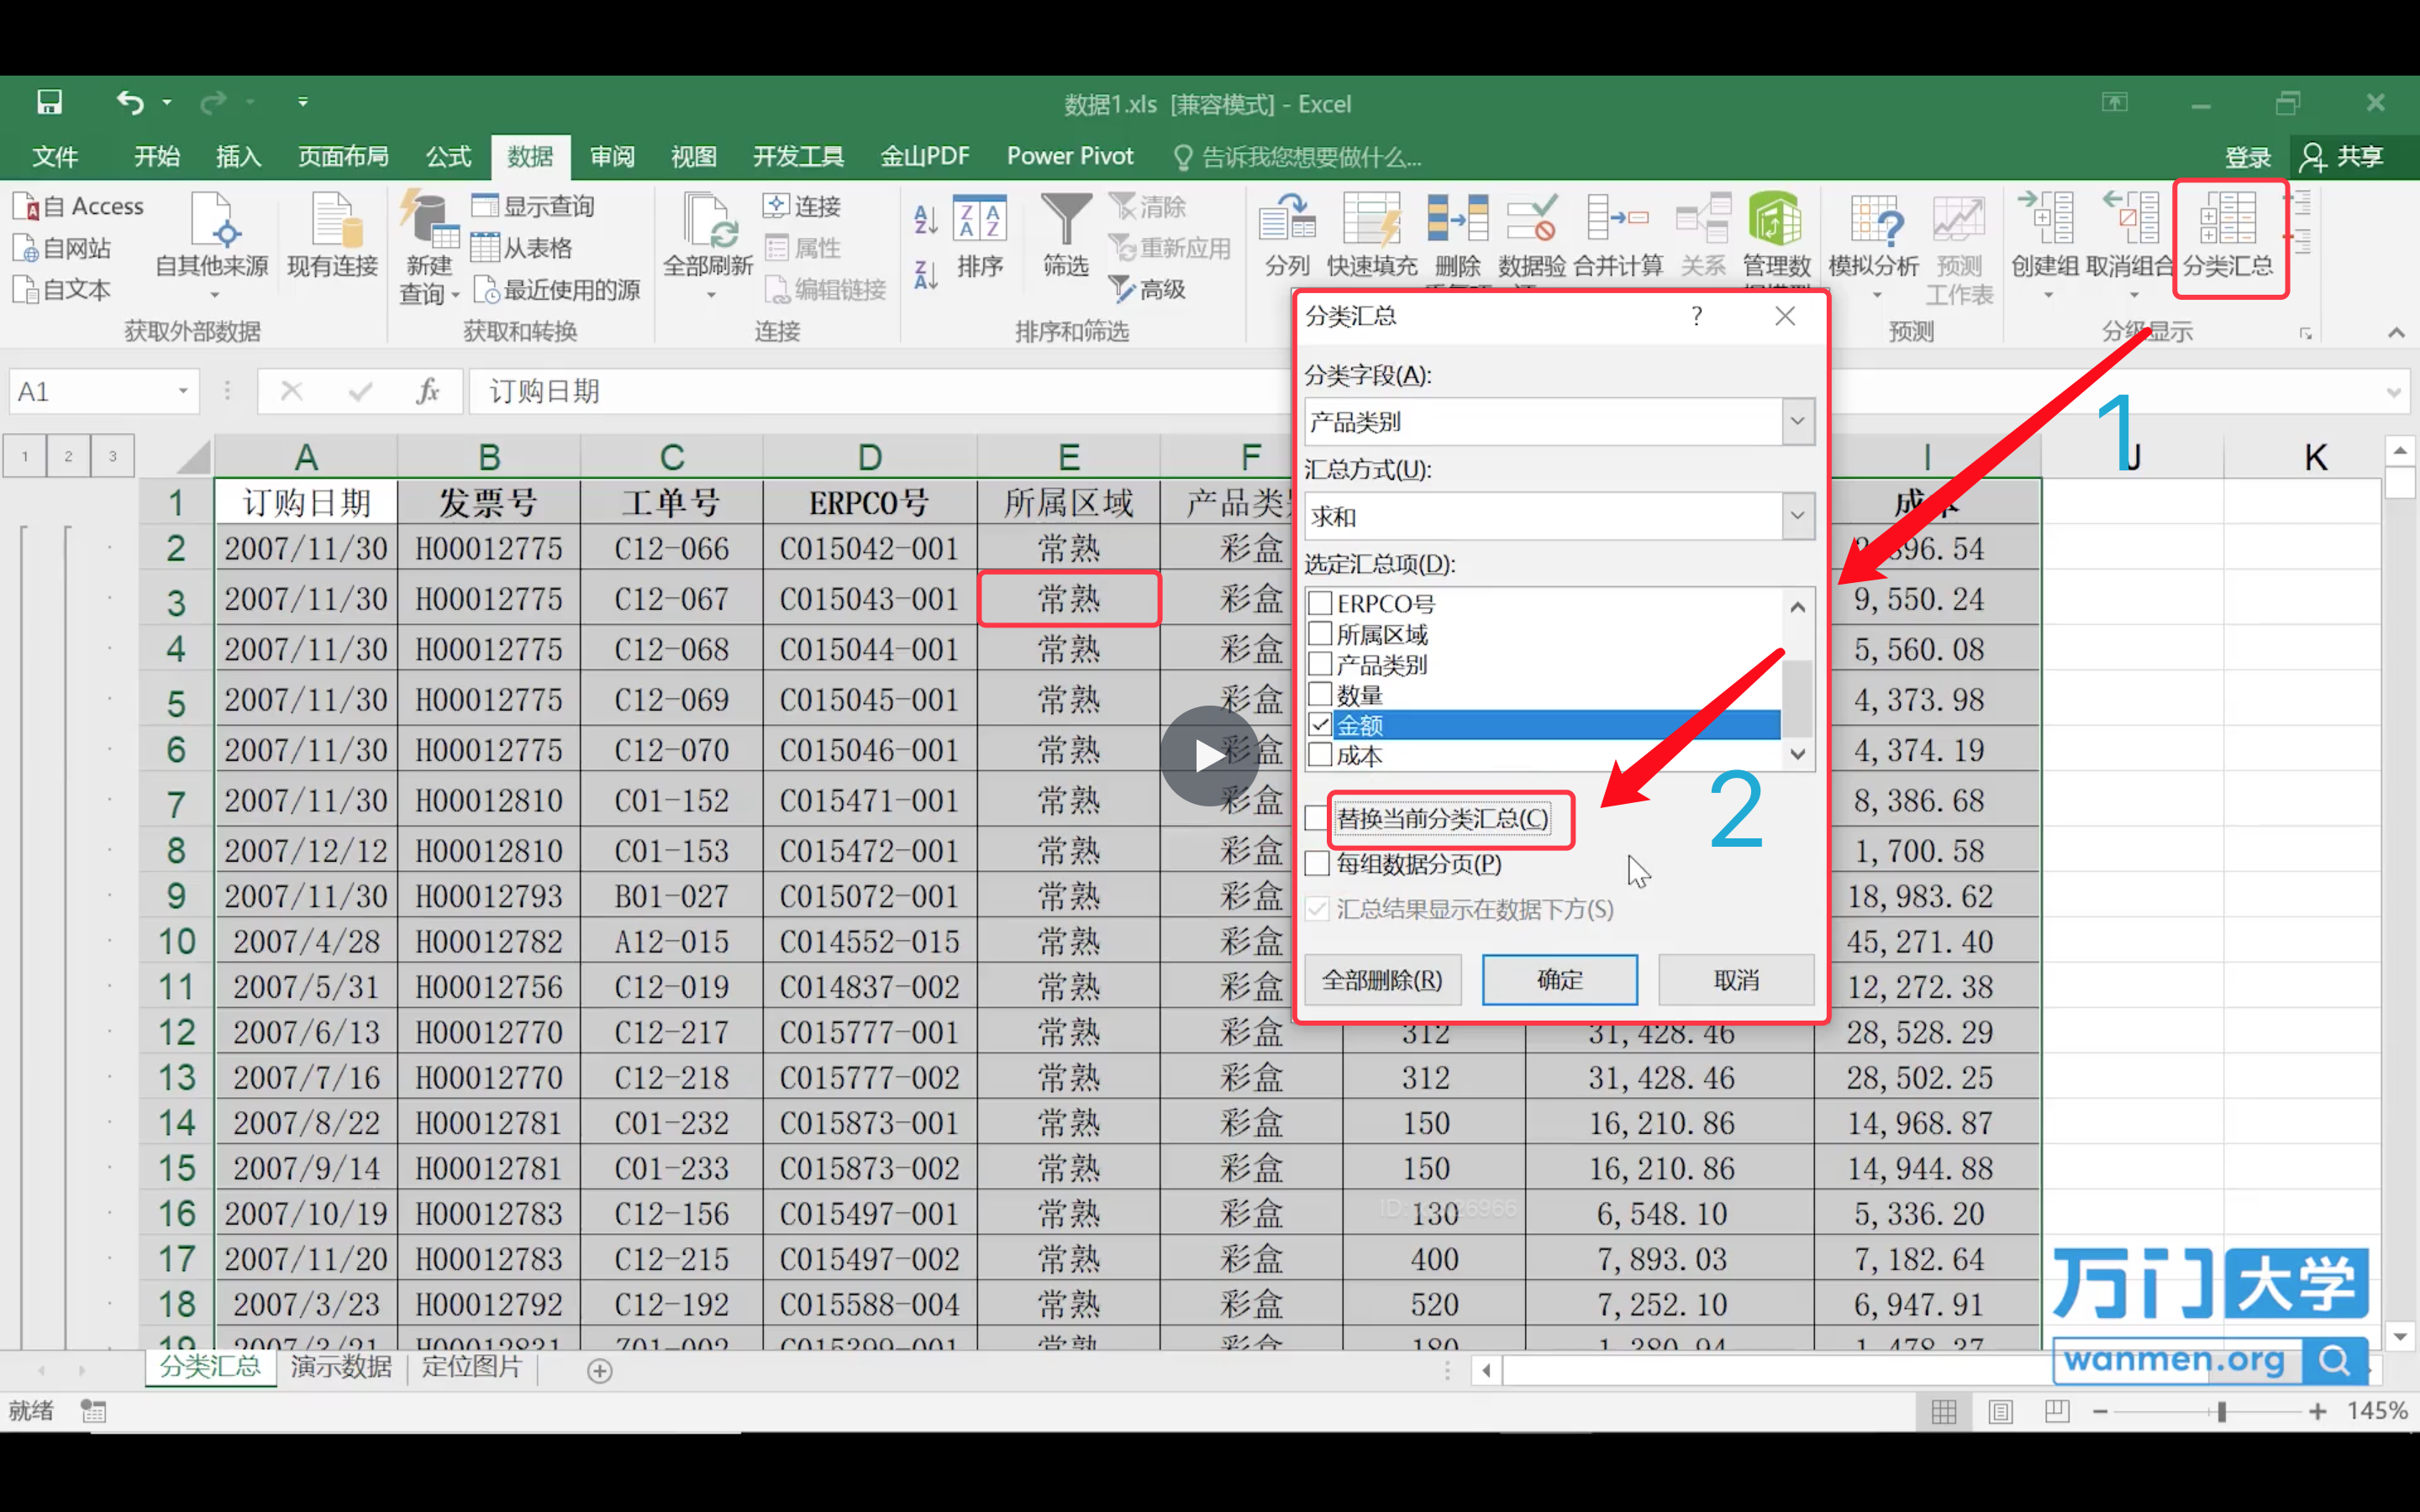 数据1.xls [兼容模式] - Excel
文件 开始 插入 页面布局 公式 数据 审阅 视图 开发工具 金山PDF Power Pivot 告诉我您想要做什么... 登录 共享
自 Access
自网站
自文本
自其他来源
现有连接
获取外部数据
新建
查询
显示查询
从表格
最近使用的源
获取和转换
全部刷新
连接
属性
编辑链接
连接
排序
筛选
清除
重新应用
高级
排序和筛选
分列 快速填充 删除 数据验 合并计算 关系 管理数
模拟分析 预测
工作表
预测
创建组 取消组合 分类汇总
分级显示
1
A1 fx 订购日期
1 2 3
A B C D E F I J K
1 订购日期 发票号 工单号 ERPCO号 所属区域 产品类
2 2007/11/30 H00012775 C12-066 C015042-001 常熟 彩盒
3 2007/11/30 H00012775 C12-067 C015043-001 常熟 彩盒 9,550.24
4 2007/11/30 H00012775 C12-068 C015044-001 常熟 彩盒 5,560.08
5 2007/11/30 H00012775 C12-069 C015045-001 常熟 彩盒 4,373.98
6 2007/11/30 H00012775 C12-070 C015046-001 常熟 彩盒 4,374.19
7 2007/11/30 H00012810 C01-152 C015471-001 常熟 彩盒 8,386.68
8 2007/12/12 H00012810 C01-153 C015472-001 常熟 彩盒 1,700.58
9 2007/11/30 H00012793 B01-027 C015072-001 常熟 彩盒 18,983.62
10 2007/4/28 H00012782 A12-015 C014552-015 常熟 彩盒 45,271.40
11 2007/5/31 H00012756 C12-019 C014837-002 常熟 彩盒 12,272.38
12 2007/6/13 H00012770 C12-217 C015777-001 常熟 彩盒 312 31,428.46 28,528.29
13 2007/7/16 H00012770 C12-218 C015777-002 常熟 彩盒 312 31,428.46 28,502.25
14 2007/8/22 H00012781 C01-232 C015873-001 常熟 彩盒 150 16,210.86 14,968.87
15 2007/9/14 H00012781 C01-233 C015873-002 常熟 彩盒 150 16,210.86 14,944.88
16 2007/10/19 H00012783 C12-156 C015497-001 常熟 彩盒 130 6,548.10 5,336.20
17 2007/11/20 H00012783 C12-215 C015497-002 常熟 彩盒 400 7,893.03 7,182.64
18 2007/3/23 H00012792 C12-192 C015588-004 常熟 彩盒 520 7,252.10 6,947.91
分类汇总 ?
分类字段(A):
产品类别
汇总方式(U):
求和
选定汇总项(D):
ERPCO号
所属区域
产品类别
数量
金额
成本
替换当前分类汇总(C)
2
每组数据分页(P)
汇总结果显示在数据下方(S)
全部删除(R) 确定 取消
万门大学
wanmen.org
分类汇总 演示数据 定位图片
就绪 145%